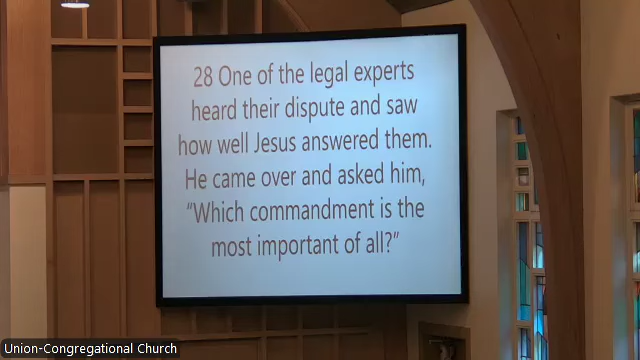 28 One of the legal experts
heard their dispute and saw
how well Jesus answered them.
He came over and asked him,
“Which commandment is the
most important of all?”
Union-Congregational Church